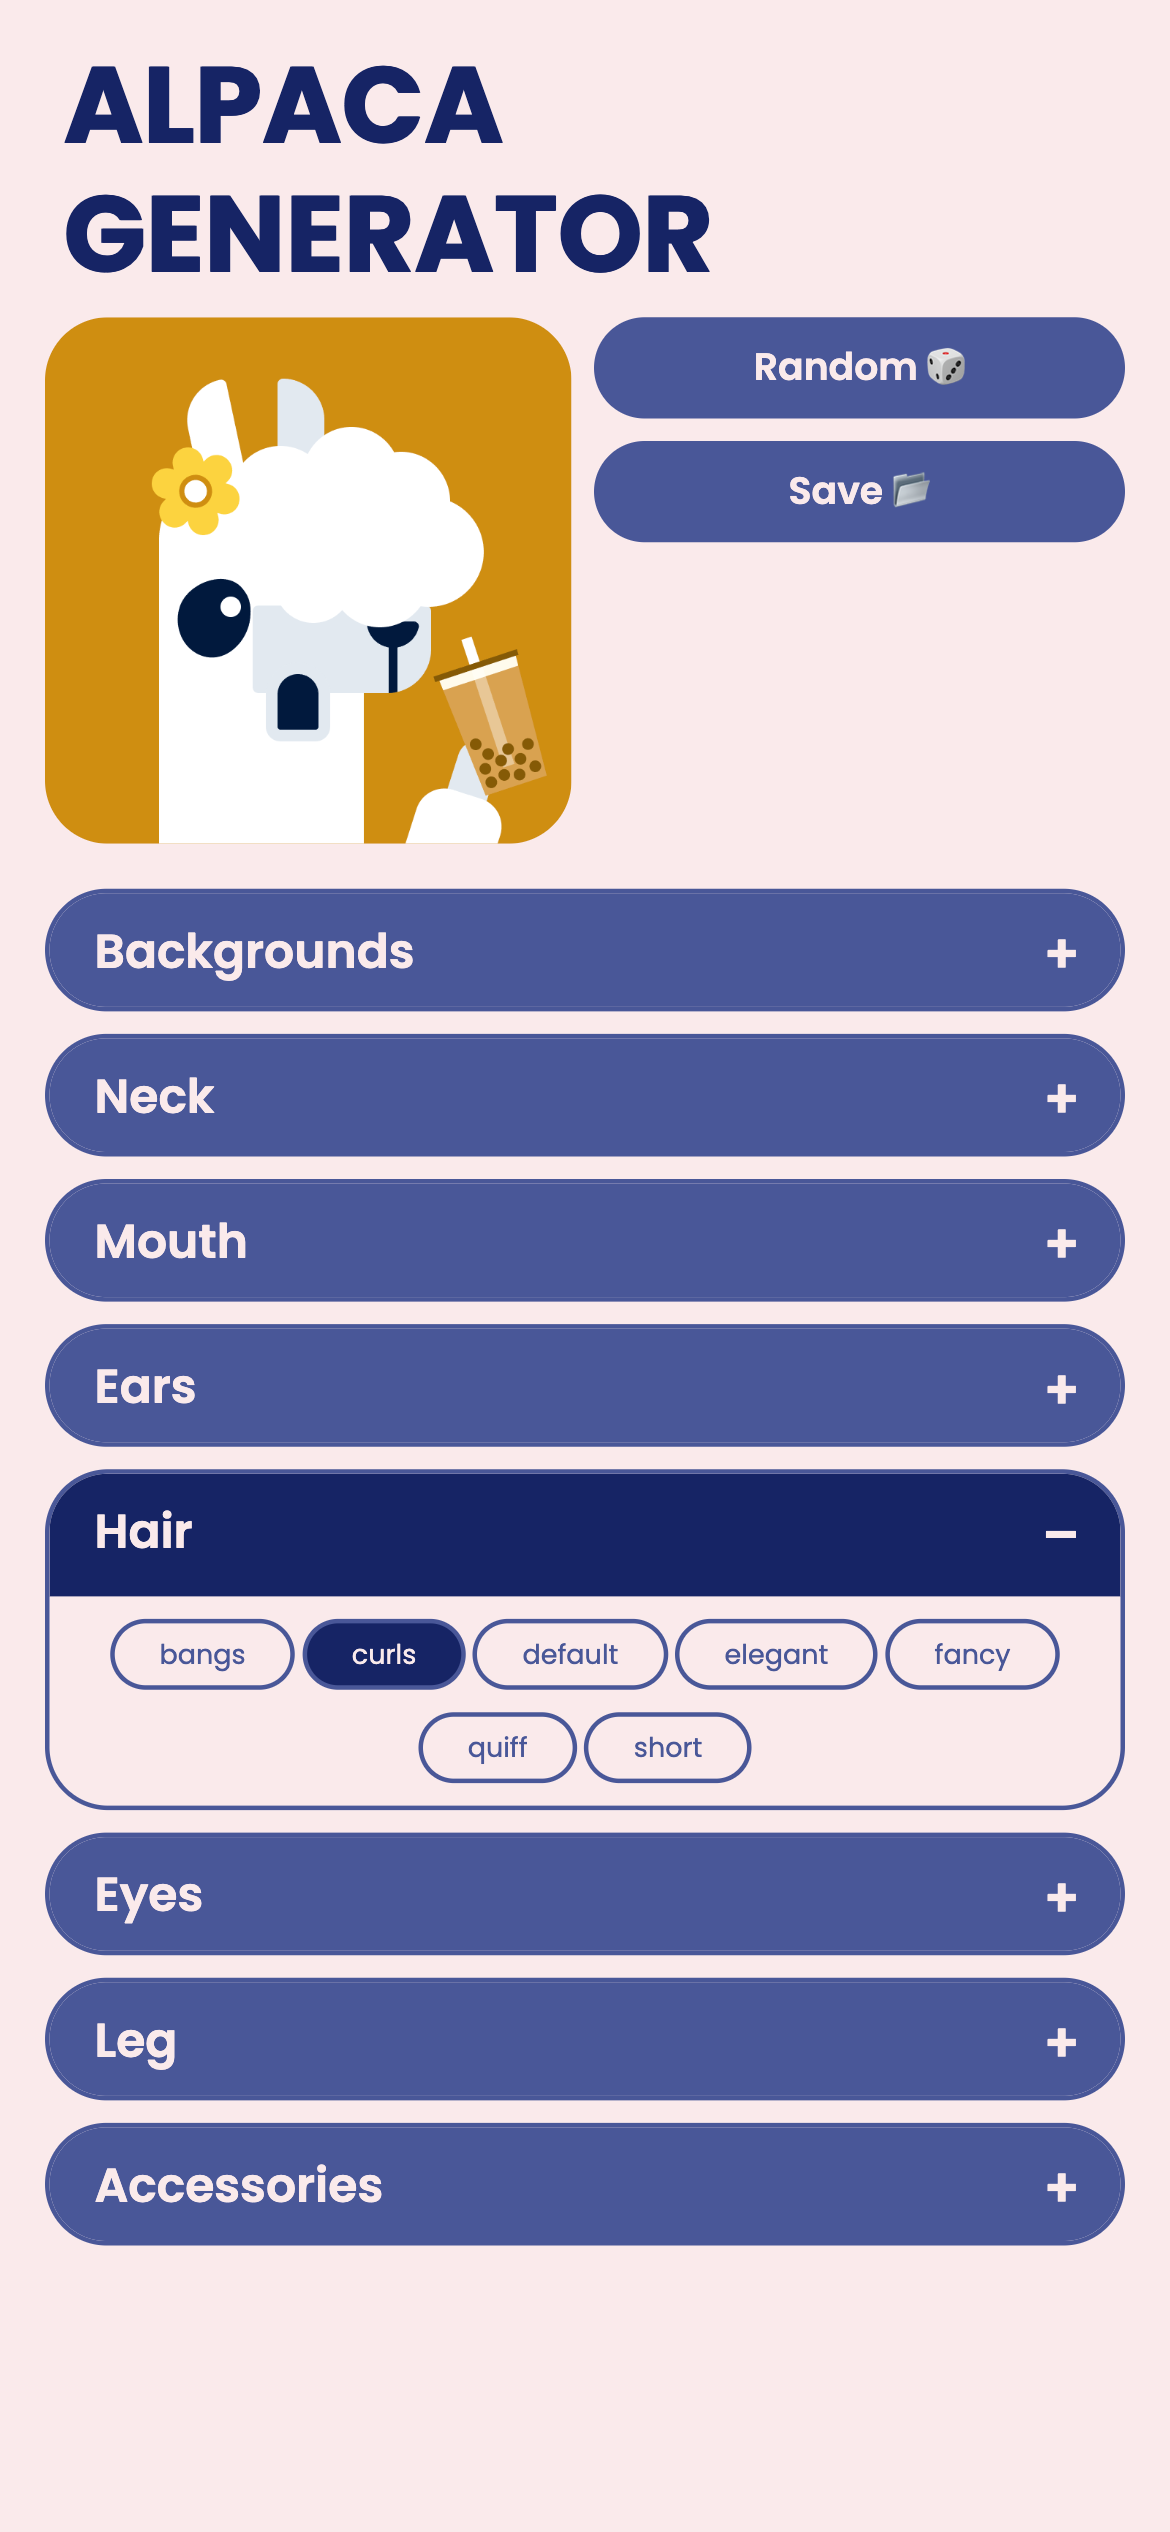 ALPACA
GENERATOR
Random
Save
Backgrounds +
Neck +
Mouth +
Ears +
Hair –
bangs curls default elegant fancy
quiff short
Eyes +
Leg +
Accessories +